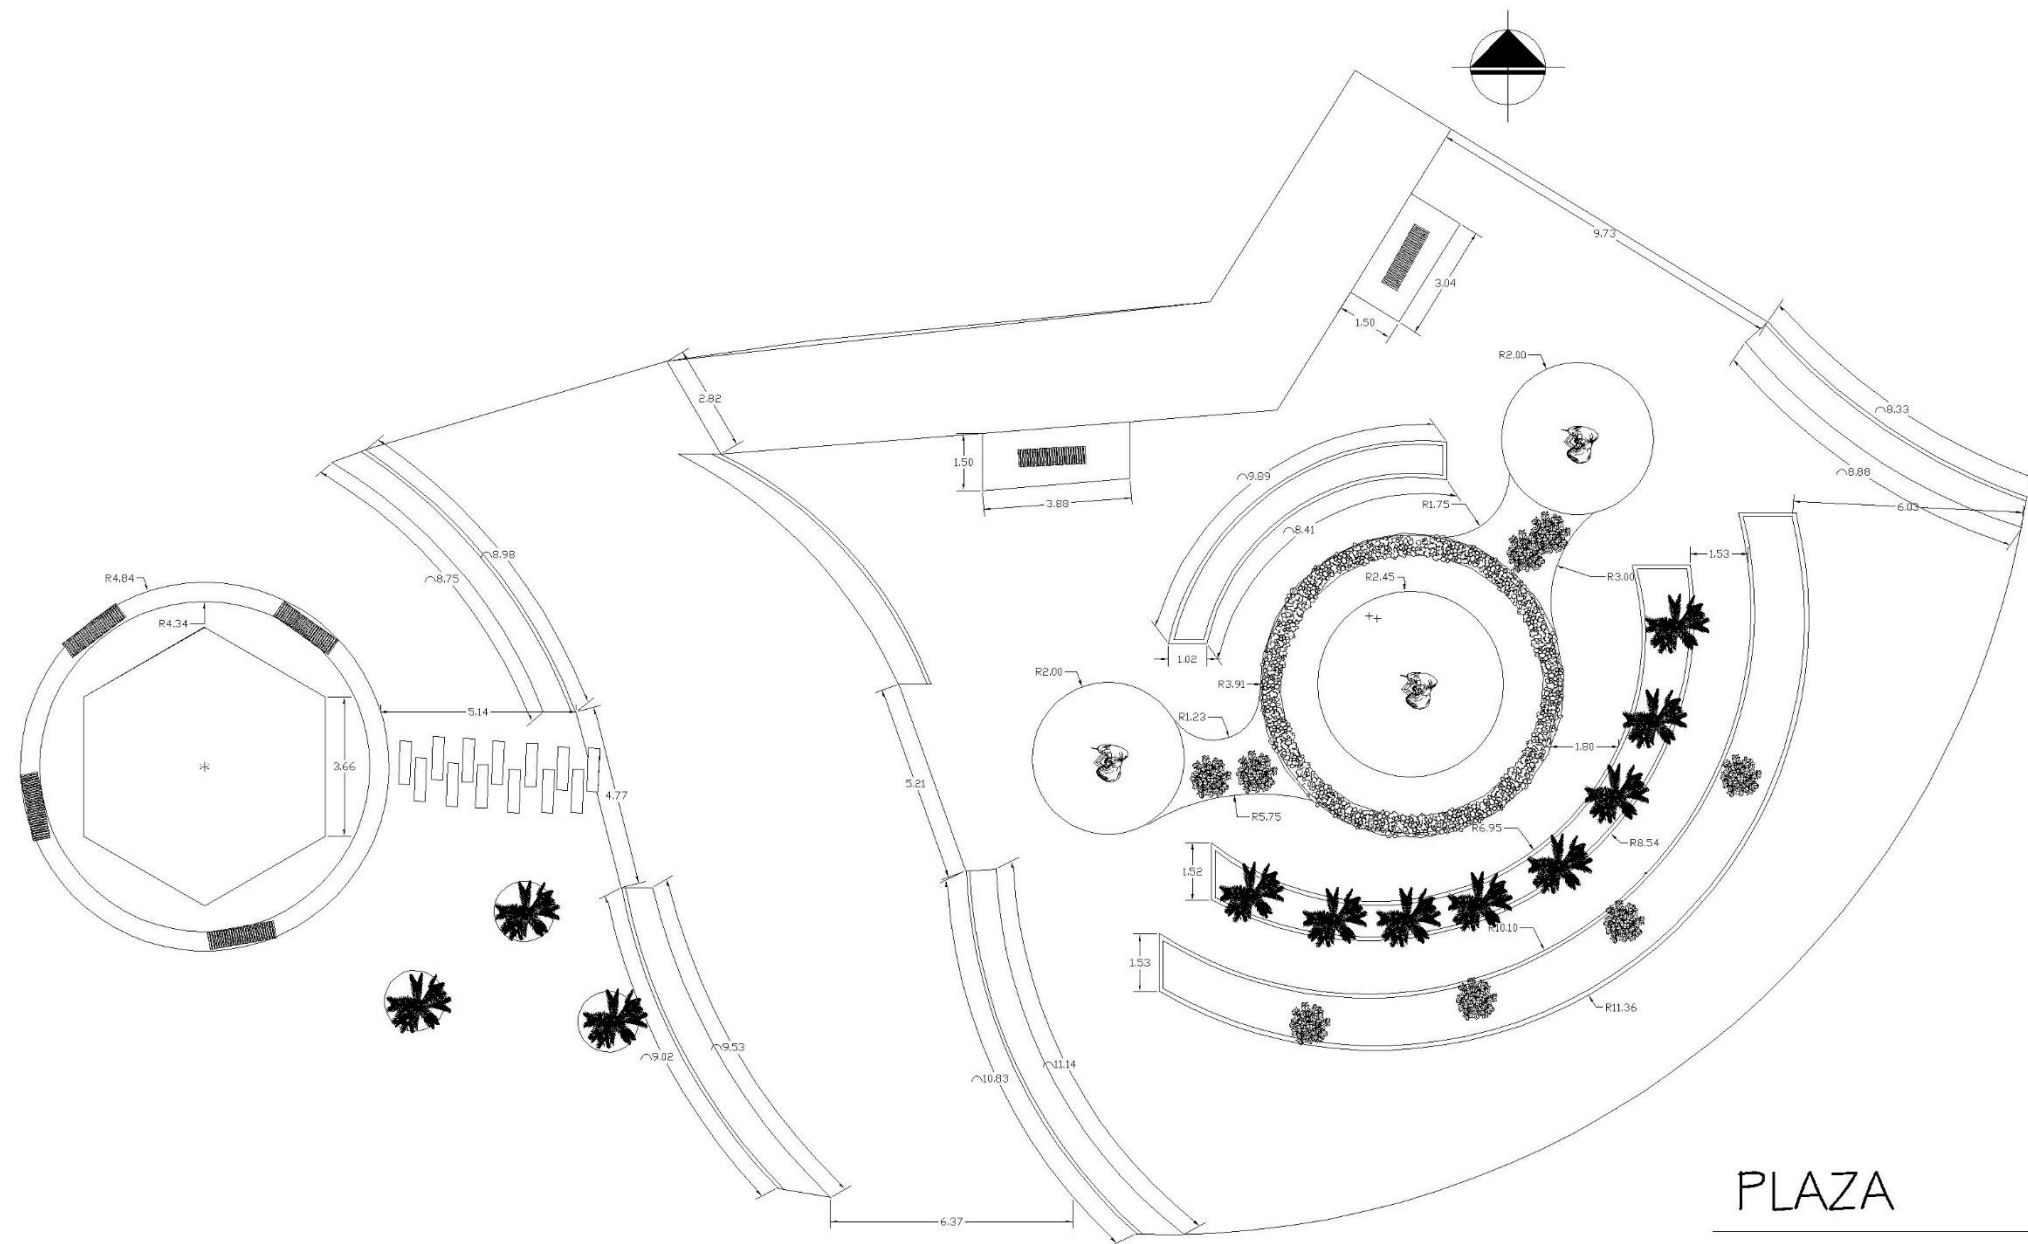 9.73
3.04
1.50
R2.00
2.82
⌒8.33
⌒8.88
1.50
3.88
⌒9.89
R1.75
6.03
⌒8.41
⌒8.98
⌒8.75
1.53
R4.84
R2.45
R3.00
R4.34
1.02
R2.00
R3.91
5.14
R1.23
1.80
3.66
5.21
4.77
R5.75
R6.95
R8.54
1.52
R10.10
1.53
R11.36
⌒9.53
⌒9.02
⌒11.14
⌒10.83
PLAZA
6.37